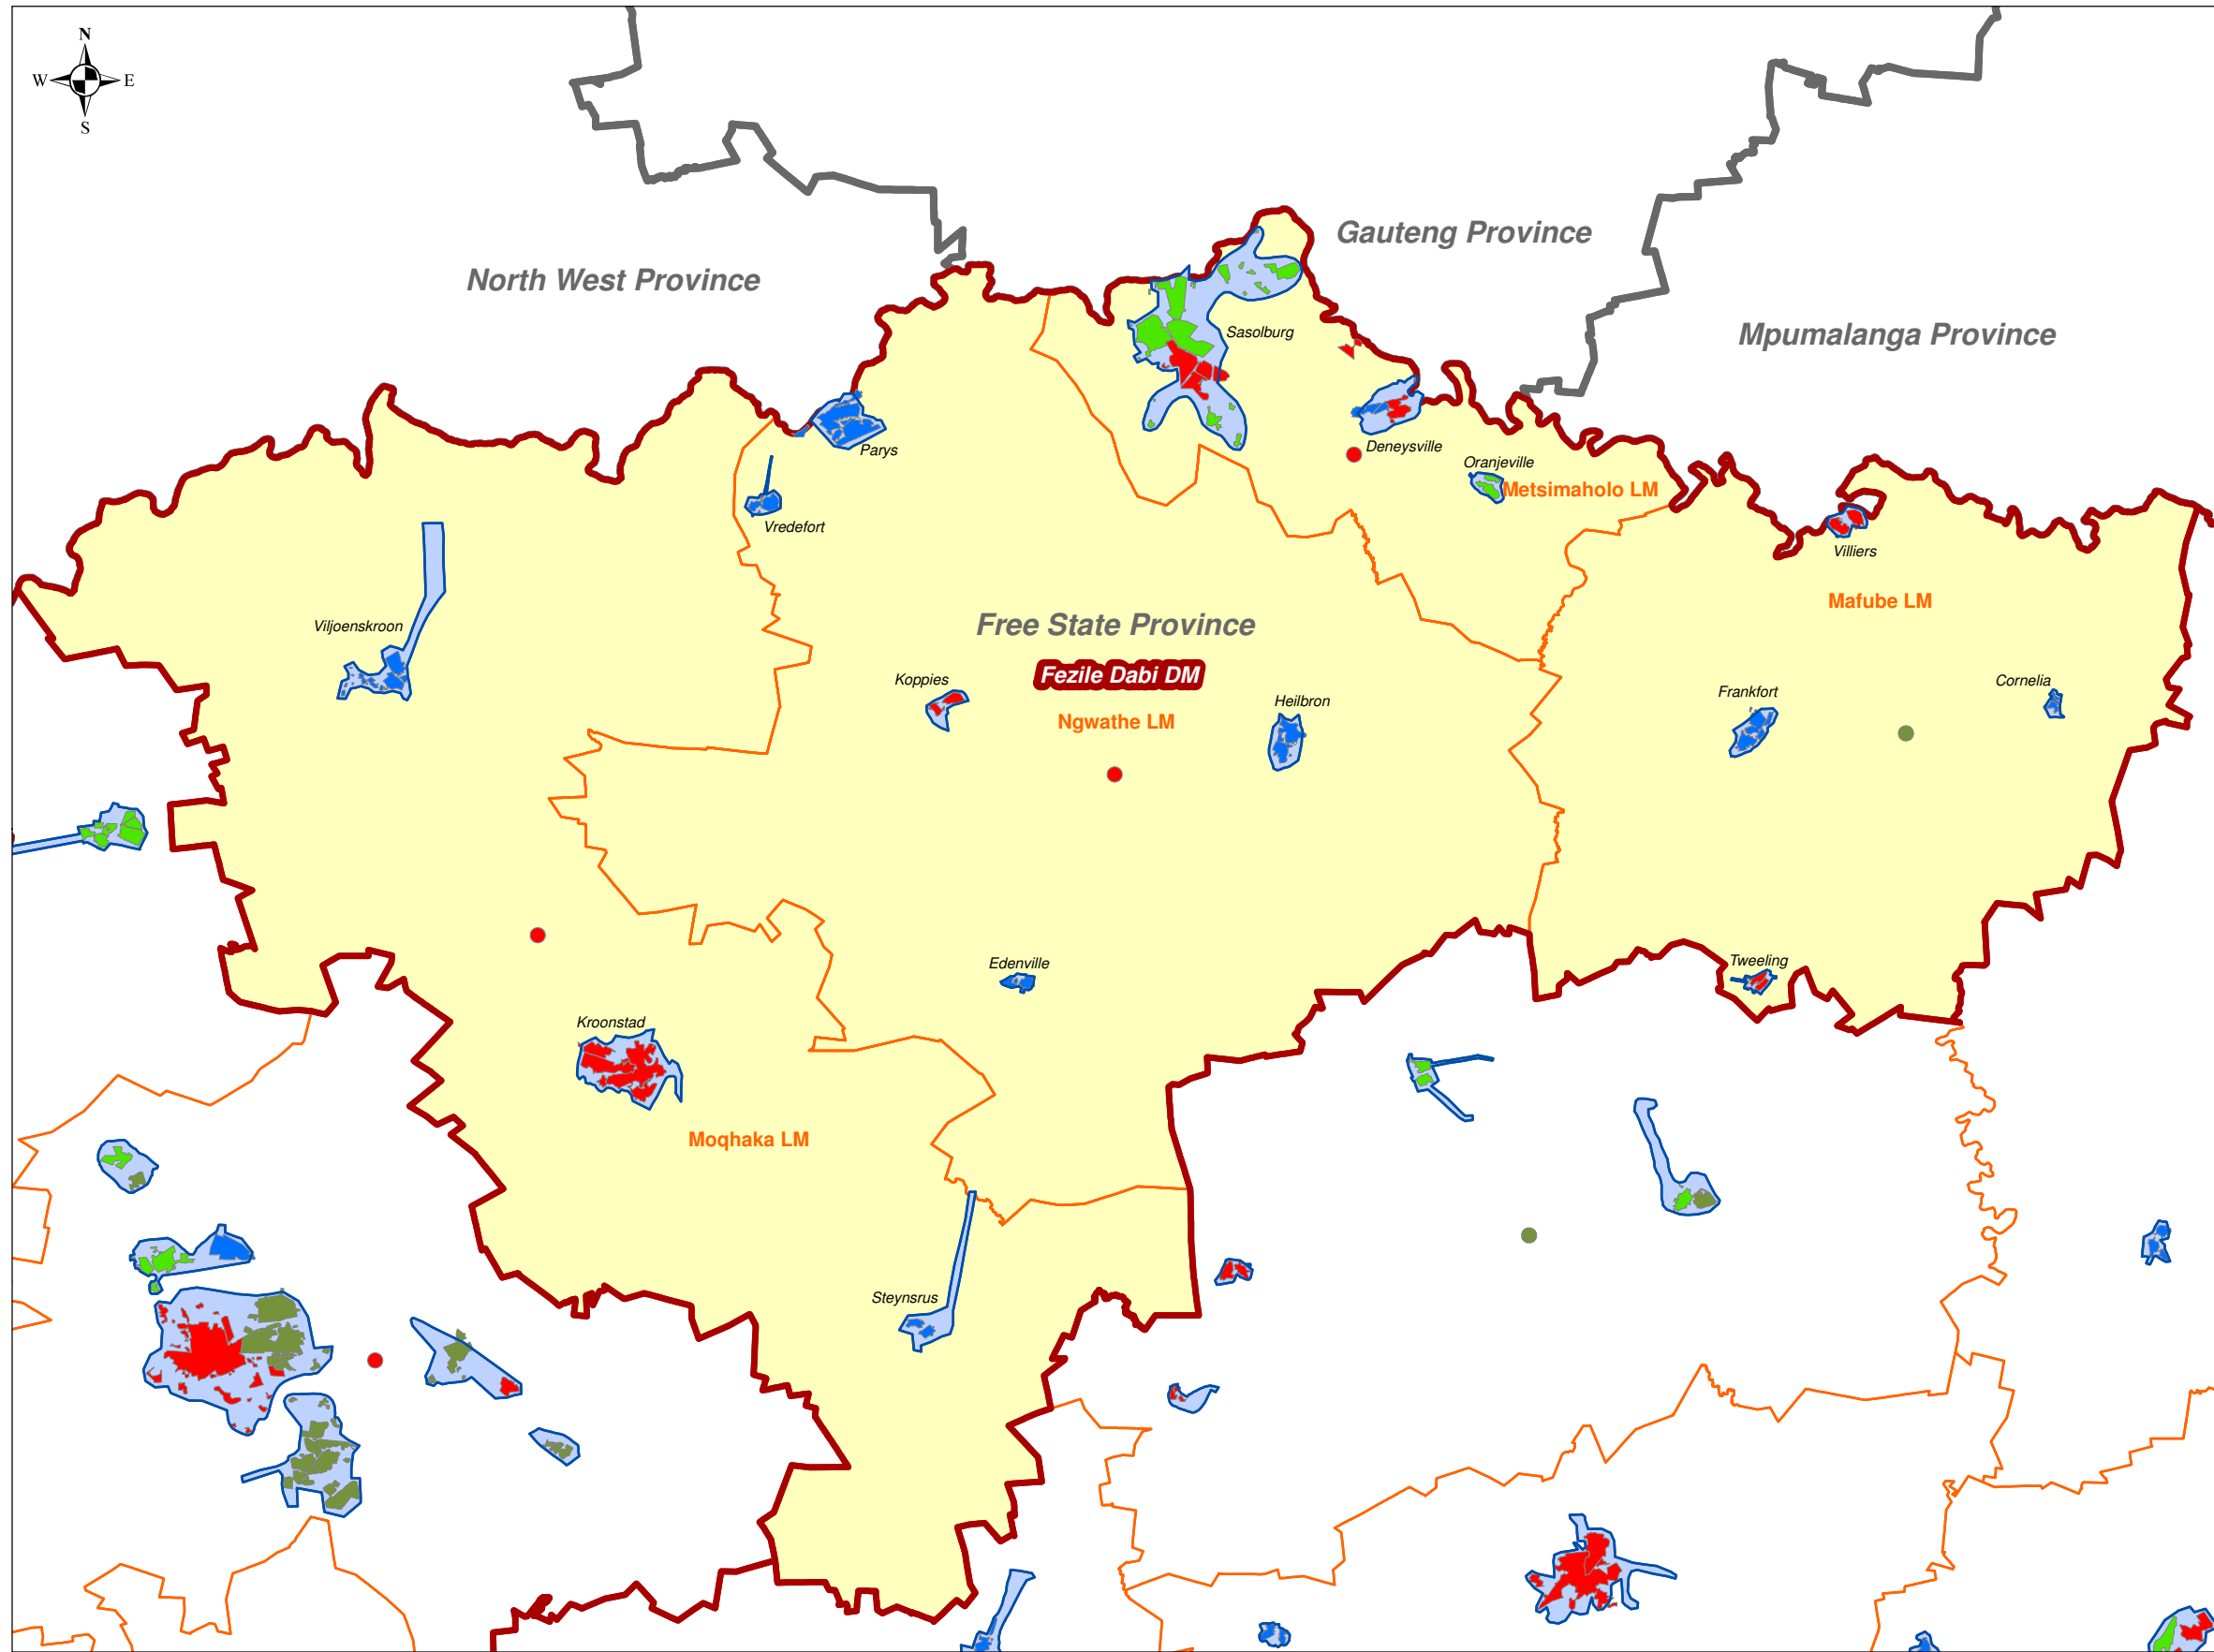 N
W E
S
Gauteng Province
North West Province
Mpumalanga Province
Sasolburg
Parys
Deneysville
Oranjeville
Metsimaholo LM
Vredefort
Villiers
Mafube LM
Viljoenskroon
Free State Province
Fezile Dabi DM
Koppies
Cornelia
Frankfort
Heilbron
Ngwathe LM
Edenville
Tweeling
Kroonstad
Moqhaka LM
Steynsrus